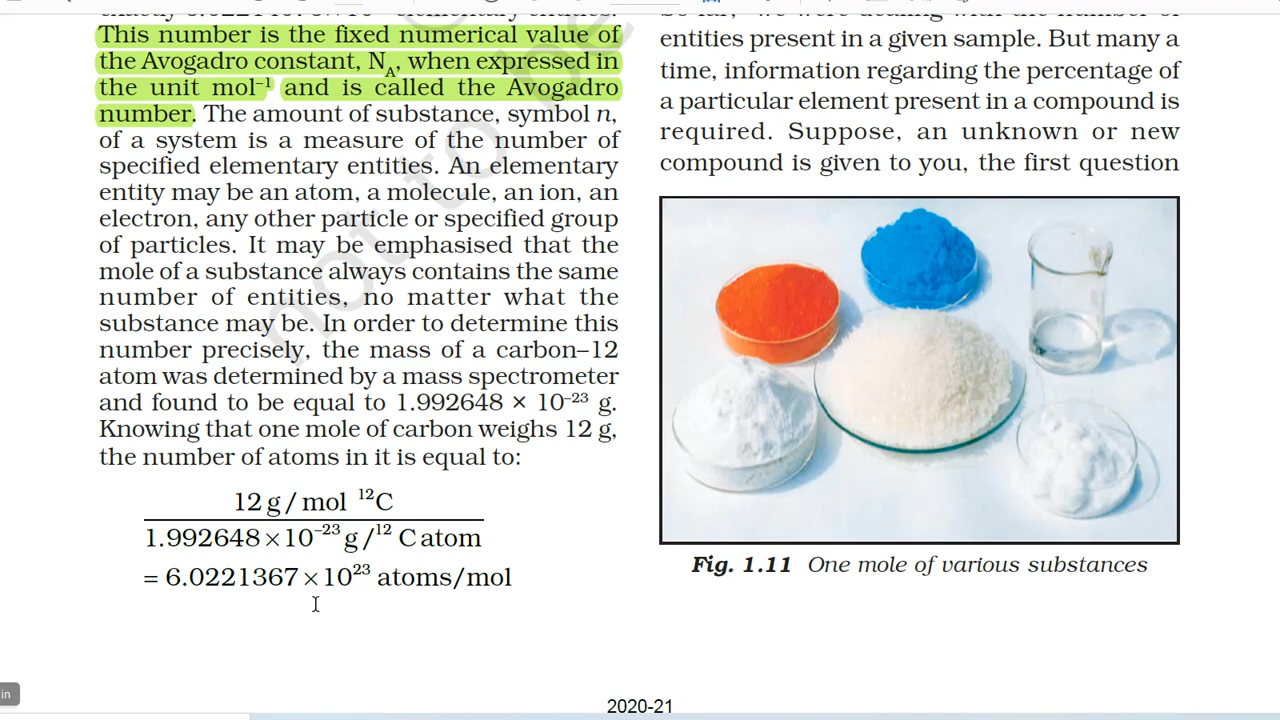 This number is the fixed numerical value of
the Avogadro constant, N_A, when expressed in
the unit mol⁻¹ and is called the Avogadro
number. The amount of substance, symbol n,
of a system is a measure of the number of
specified elementary entities. An elementary
entity may be an atom, a molecule, an ion, an
electron, any other particle or specified group
of particles. It may be emphasised that the
mole of a substance always contains the same
number of entities, no matter what the
substance may be. In order to determine this
number precisely, the mass of a carbon–12
atom was determined by a mass spectrometer
and found to be equal to 1.992648 × 10⁻²³ g.
Knowing that one mole of carbon weighs 12 g,
the number of atoms in it is equal to:
12 g / mol ¹²C
1.992648 × 10⁻²³ g /¹² C atom
= 6.0221367 × 10²³ atoms/mol
entities present in a given sample. But many a
time, information regarding the percentage of
a particular element present in a compound is
required. Suppose, an unknown or new
compound is given to you, the first question
Fig. 1.11 One mole of various substances
not to be
in
2020-21